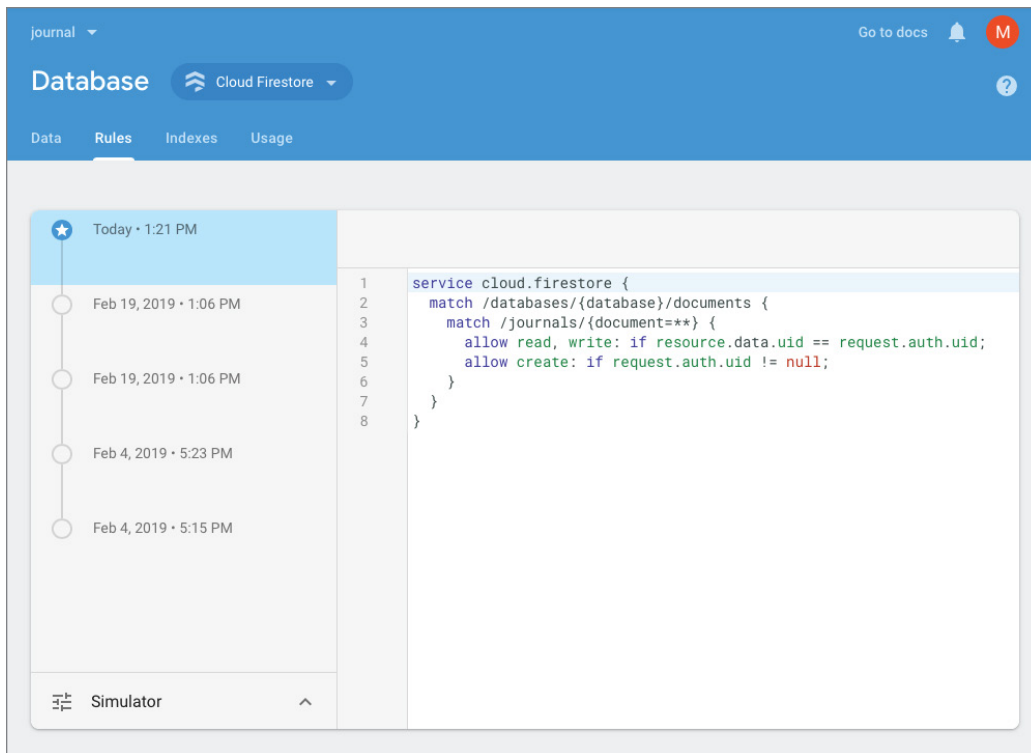 journal
Go to docs
M
Database
Cloud Firestore
?
Data Rules Indexes Usage
Today • 1:21 PM
Feb 19, 2019 • 1:06 PM
Feb 19, 2019 • 1:06 PM
Feb 4, 2019 • 5:23 PM
Feb 4, 2019 • 5:15 PM
Simulator
1 service cloud.firestore {
2   match /databases/{database}/documents {
3     match /journals/{document=**} {
4       allow read, write: if resource.data.uid == request.auth.uid;
5       allow create: if request.auth.uid != null;
6     }
7   }
8 }